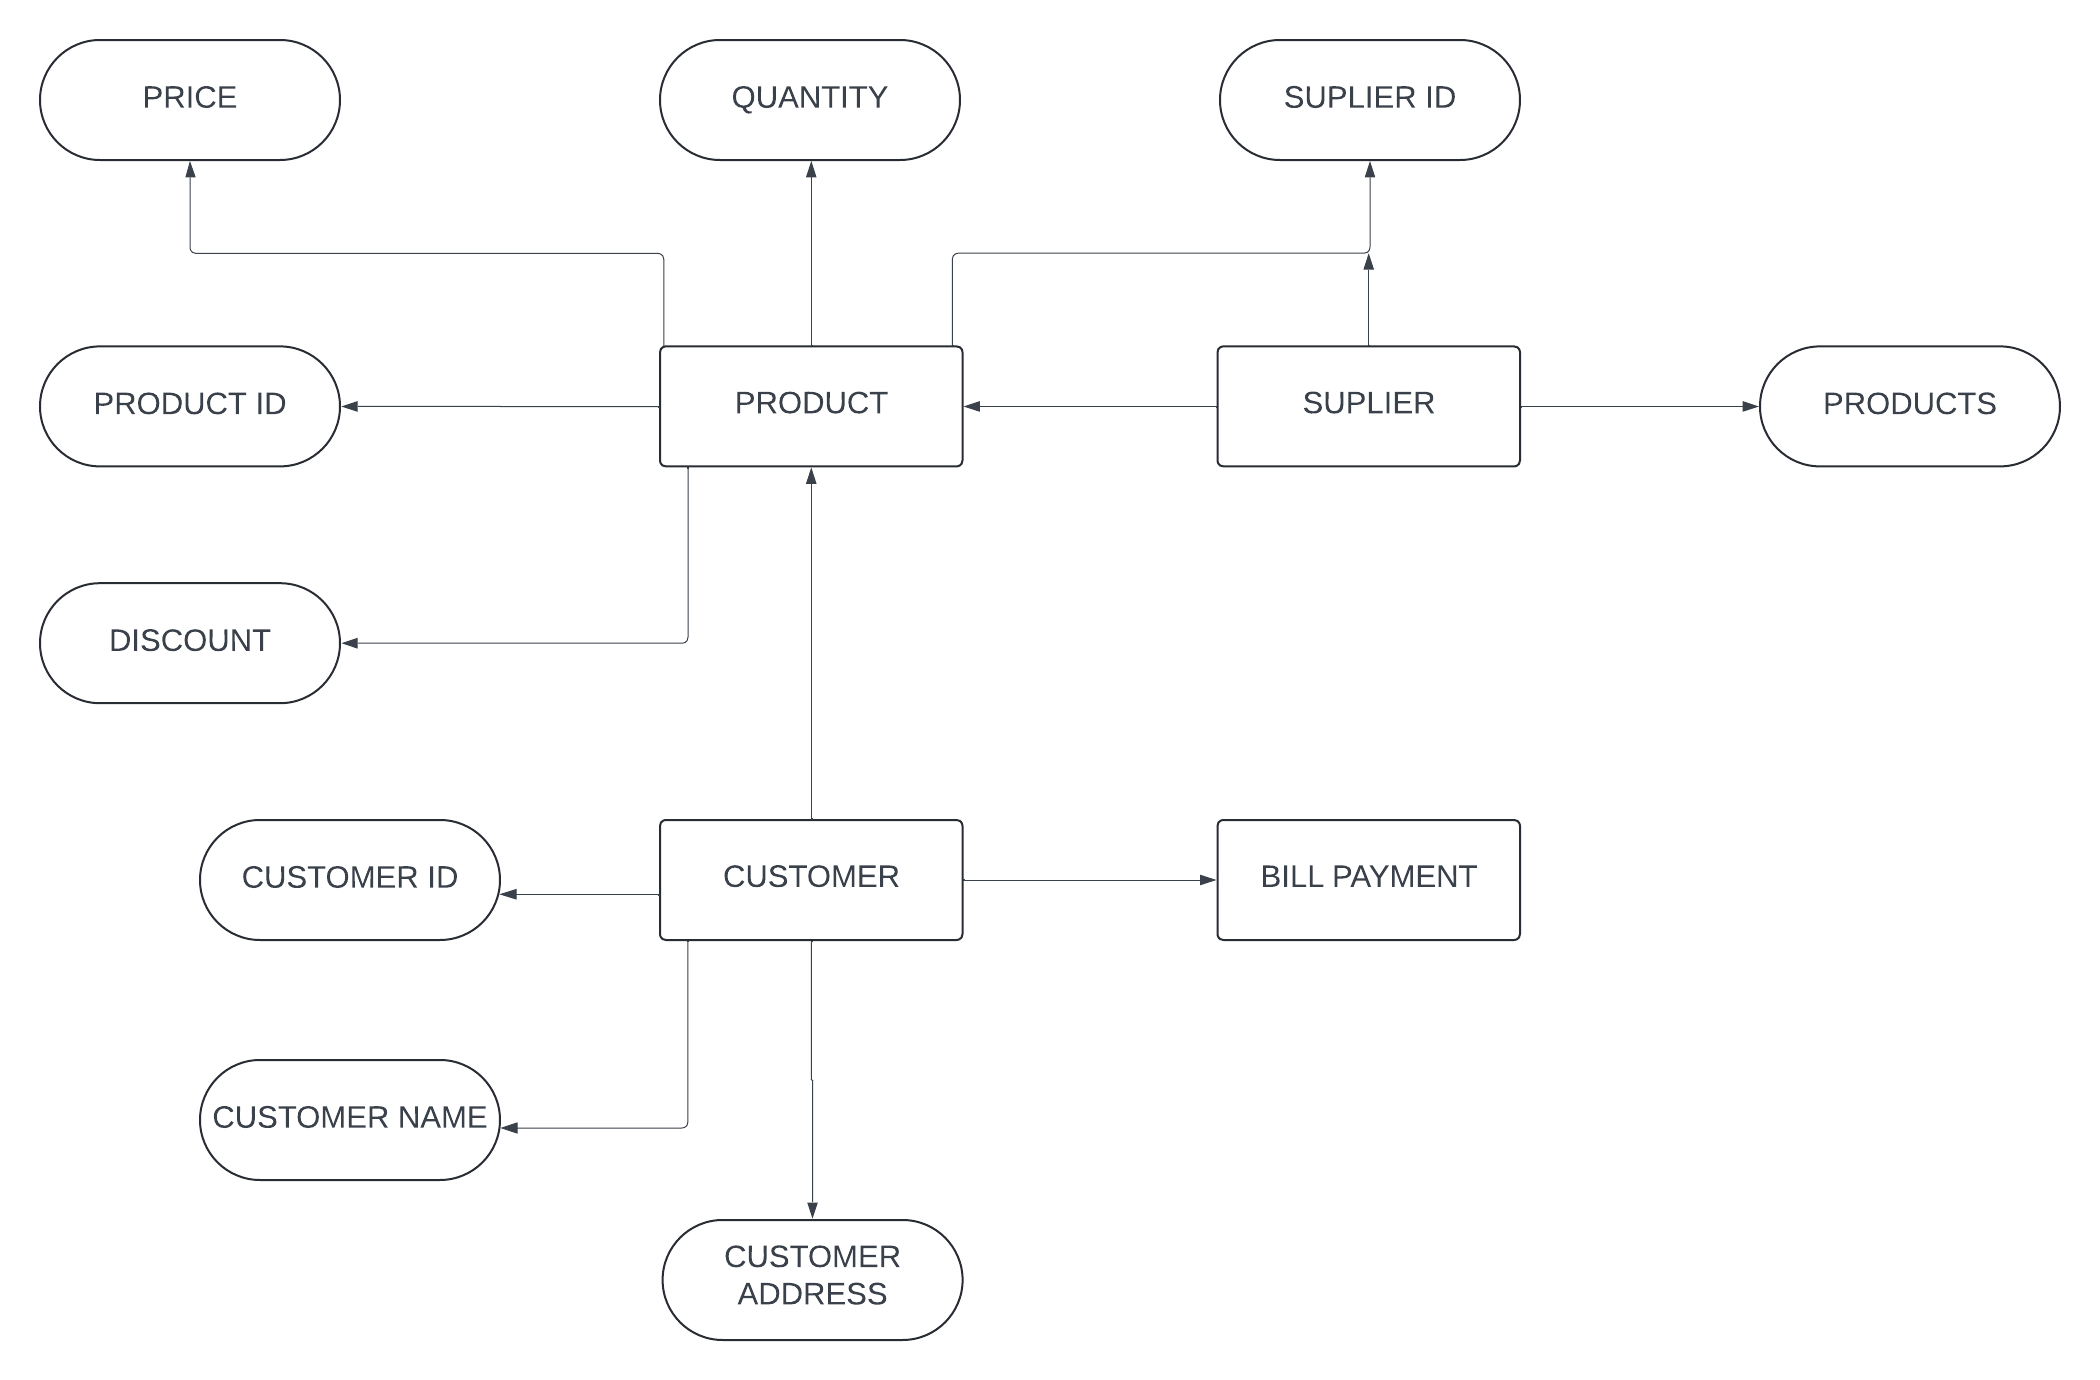 PRICE
QUANTITY
SUPLIER ID
PRODUCT ID
PRODUCT
SUPLIER
PRODUCTS
DISCOUNT
CUSTOMER ID
CUSTOMER
BILL PAYMENT
CUSTOMER NAME
CUSTOMER
ADDRESS